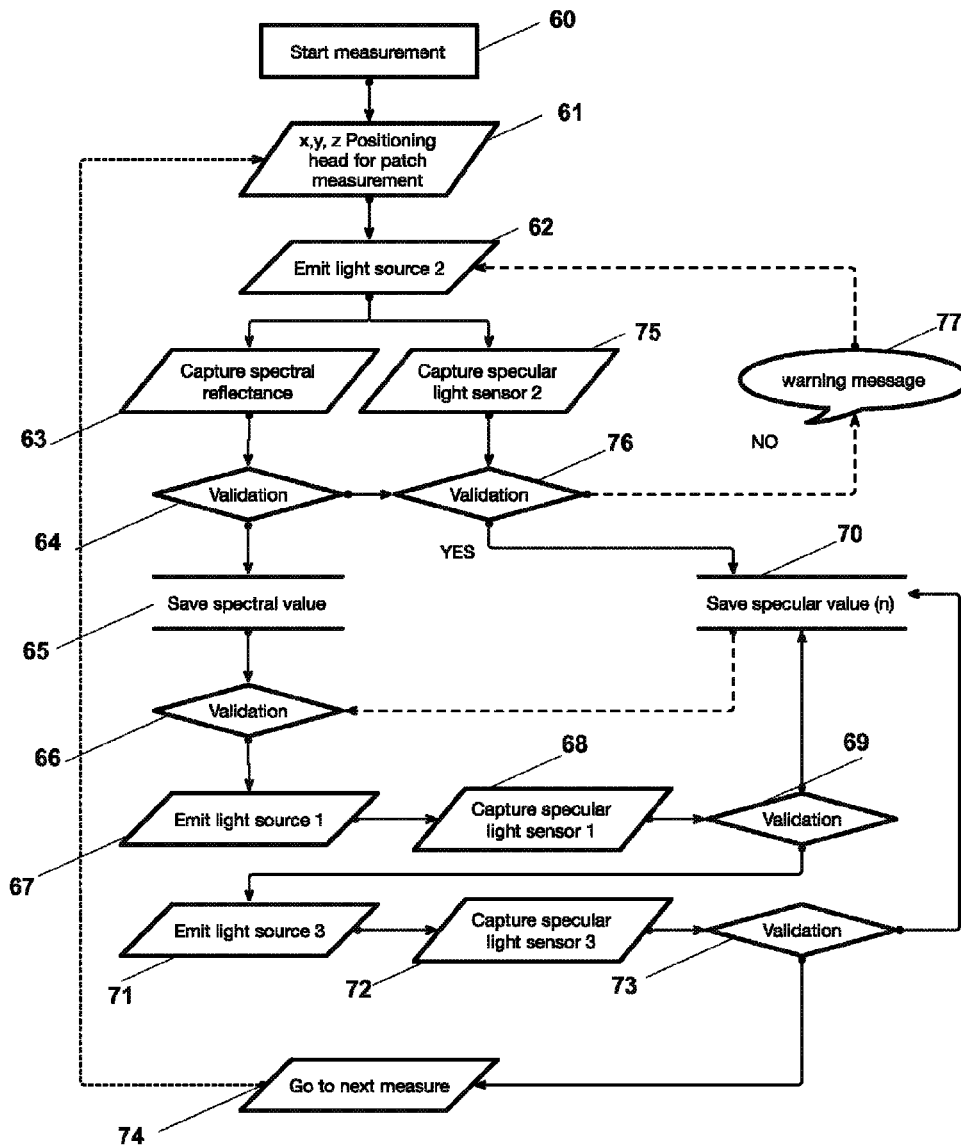 60
Start measurement
61
x,y, z Positioning
head for patch
measurement
62
Emit light source 2
75
77
Capture spectral
reflectance
Capture specular
light sensor 2
warning message
63
76
NO
Validation
Validation
64
YES
70
Save spectral value
Save specular value (n)
65
Validation
66
68
69
Emit light source 1
Capture specular
light sensor 1
Validation
67
Emit light source 3
Capture specular
light sensor 3
Validation
71
72
73
Go to next measure
74